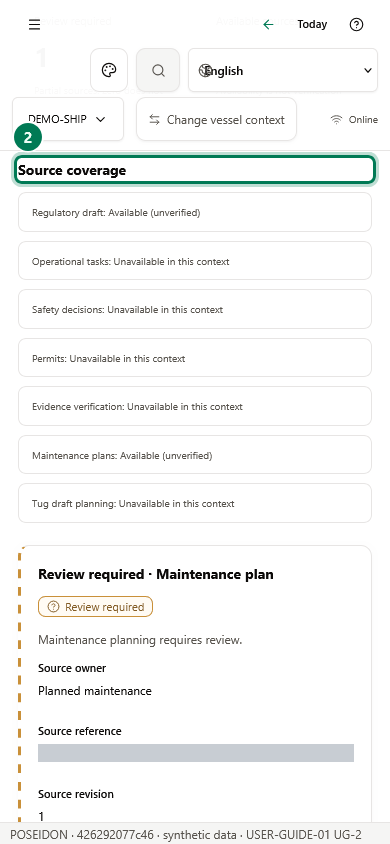 Today
English
DEMO-SHIP
Change vessel context
Online
2
Source coverage
Regulatory draft: Available (unverified)
Operational tasks: Unavailable in this context
Safety decisions: Unavailable in this context
Permits: Unavailable in this context
Evidence verification: Unavailable in this context
Maintenance plans: Available (unverified)
Tug draft planning: Unavailable in this context
Review required · Maintenance plan
Review required
Maintenance planning requires review.
Source owner
Planned maintenance
Source reference
Source revision
1
POSEIDON · 426292077c46 · synthetic data · USER-GUIDE-01 UG-2